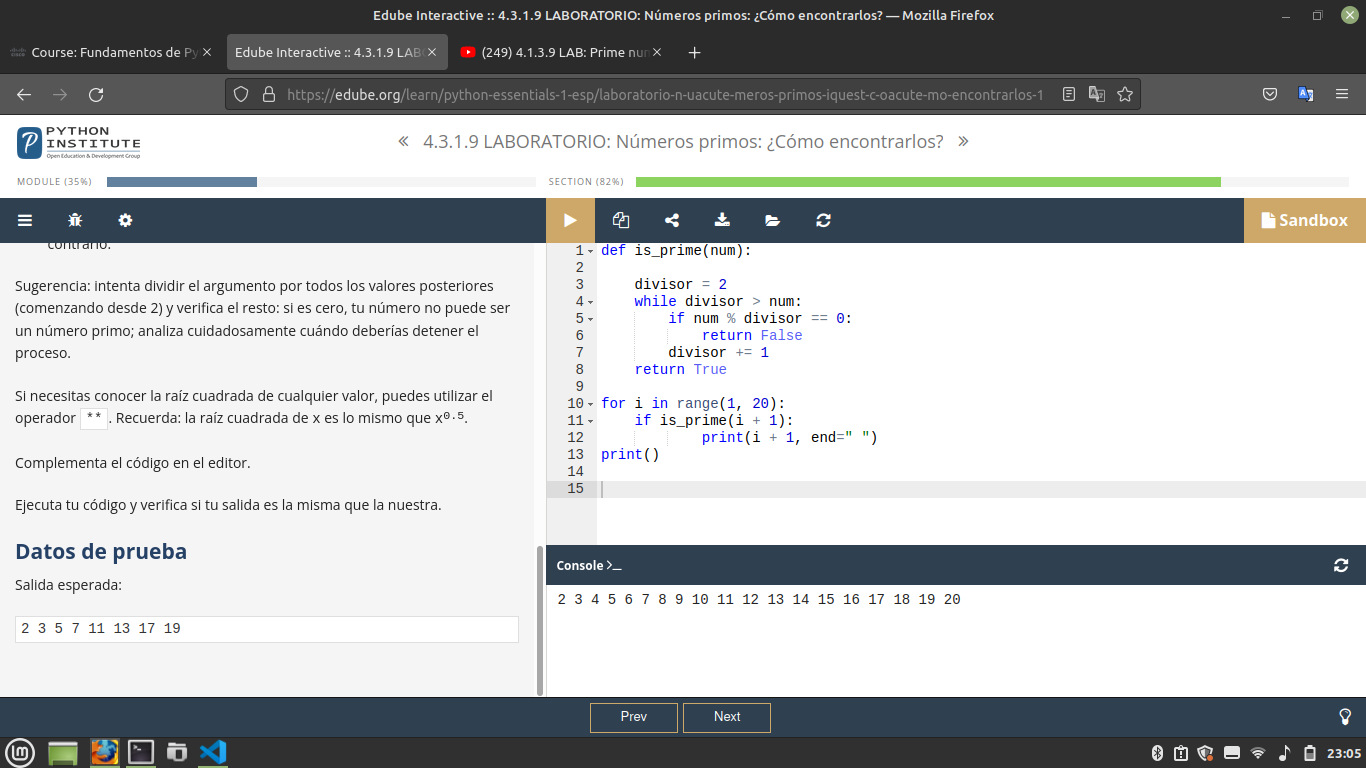 Edube Interactive :: 4.3.1.9 LABORATORIO: Números primos: ¿Cómo encontrarlos? — Mozilla Firefox
Course: Fundamentos de Py
Edube Interactive :: 4.3.1.9 LAB
(249) 4.1.3.9 LAB: Prime num
https://edube.org/learn/python-essentials-1-esp/laboratorio-n-uacute-meros-primos-iquest-c-oacute-mo-encontrarlos-1
PYTHON
INSTITUTE
Open Education & Development Group
4.3.1.9 LABORATORIO: Números primos: ¿Cómo encontrarlos?
MODULE (35%)
SECTION (82%)
Sandbox
contrario.
Sugerencia: intenta dividir el argumento por todos los valores posteriores
(comenzando desde 2) y verifica el resto: si es cero, tu número no puede ser
un número primo; analiza cuidadosamente cuándo deberías detener el
proceso.
Si necesitas conocer la raíz cuadrada de cualquier valor, puedes utilizar el
operador **. Recuerda: la raíz cuadrada de x es lo mismo que x^0.5.
Complementa el código en el editor.
Ejecuta tu código y verifica si tu salida es la misma que la nuestra.
Datos de prueba
Salida esperada:
2 3 5 7 11 13 17 19
1 def is_prime(num):
2
3     divisor = 2
4     while divisor > num:
5         if num % divisor == 0:
6             return False
7         divisor += 1
8     return True
9
10 for i in range(1, 20):
11     if is_prime(i + 1):
12             print(i + 1, end=" ")
13 print()
14
15
Console >_
2 3 4 5 6 7 8 9 10 11 12 13 14 15 16 17 18 19 20
Prev
Next
23:05